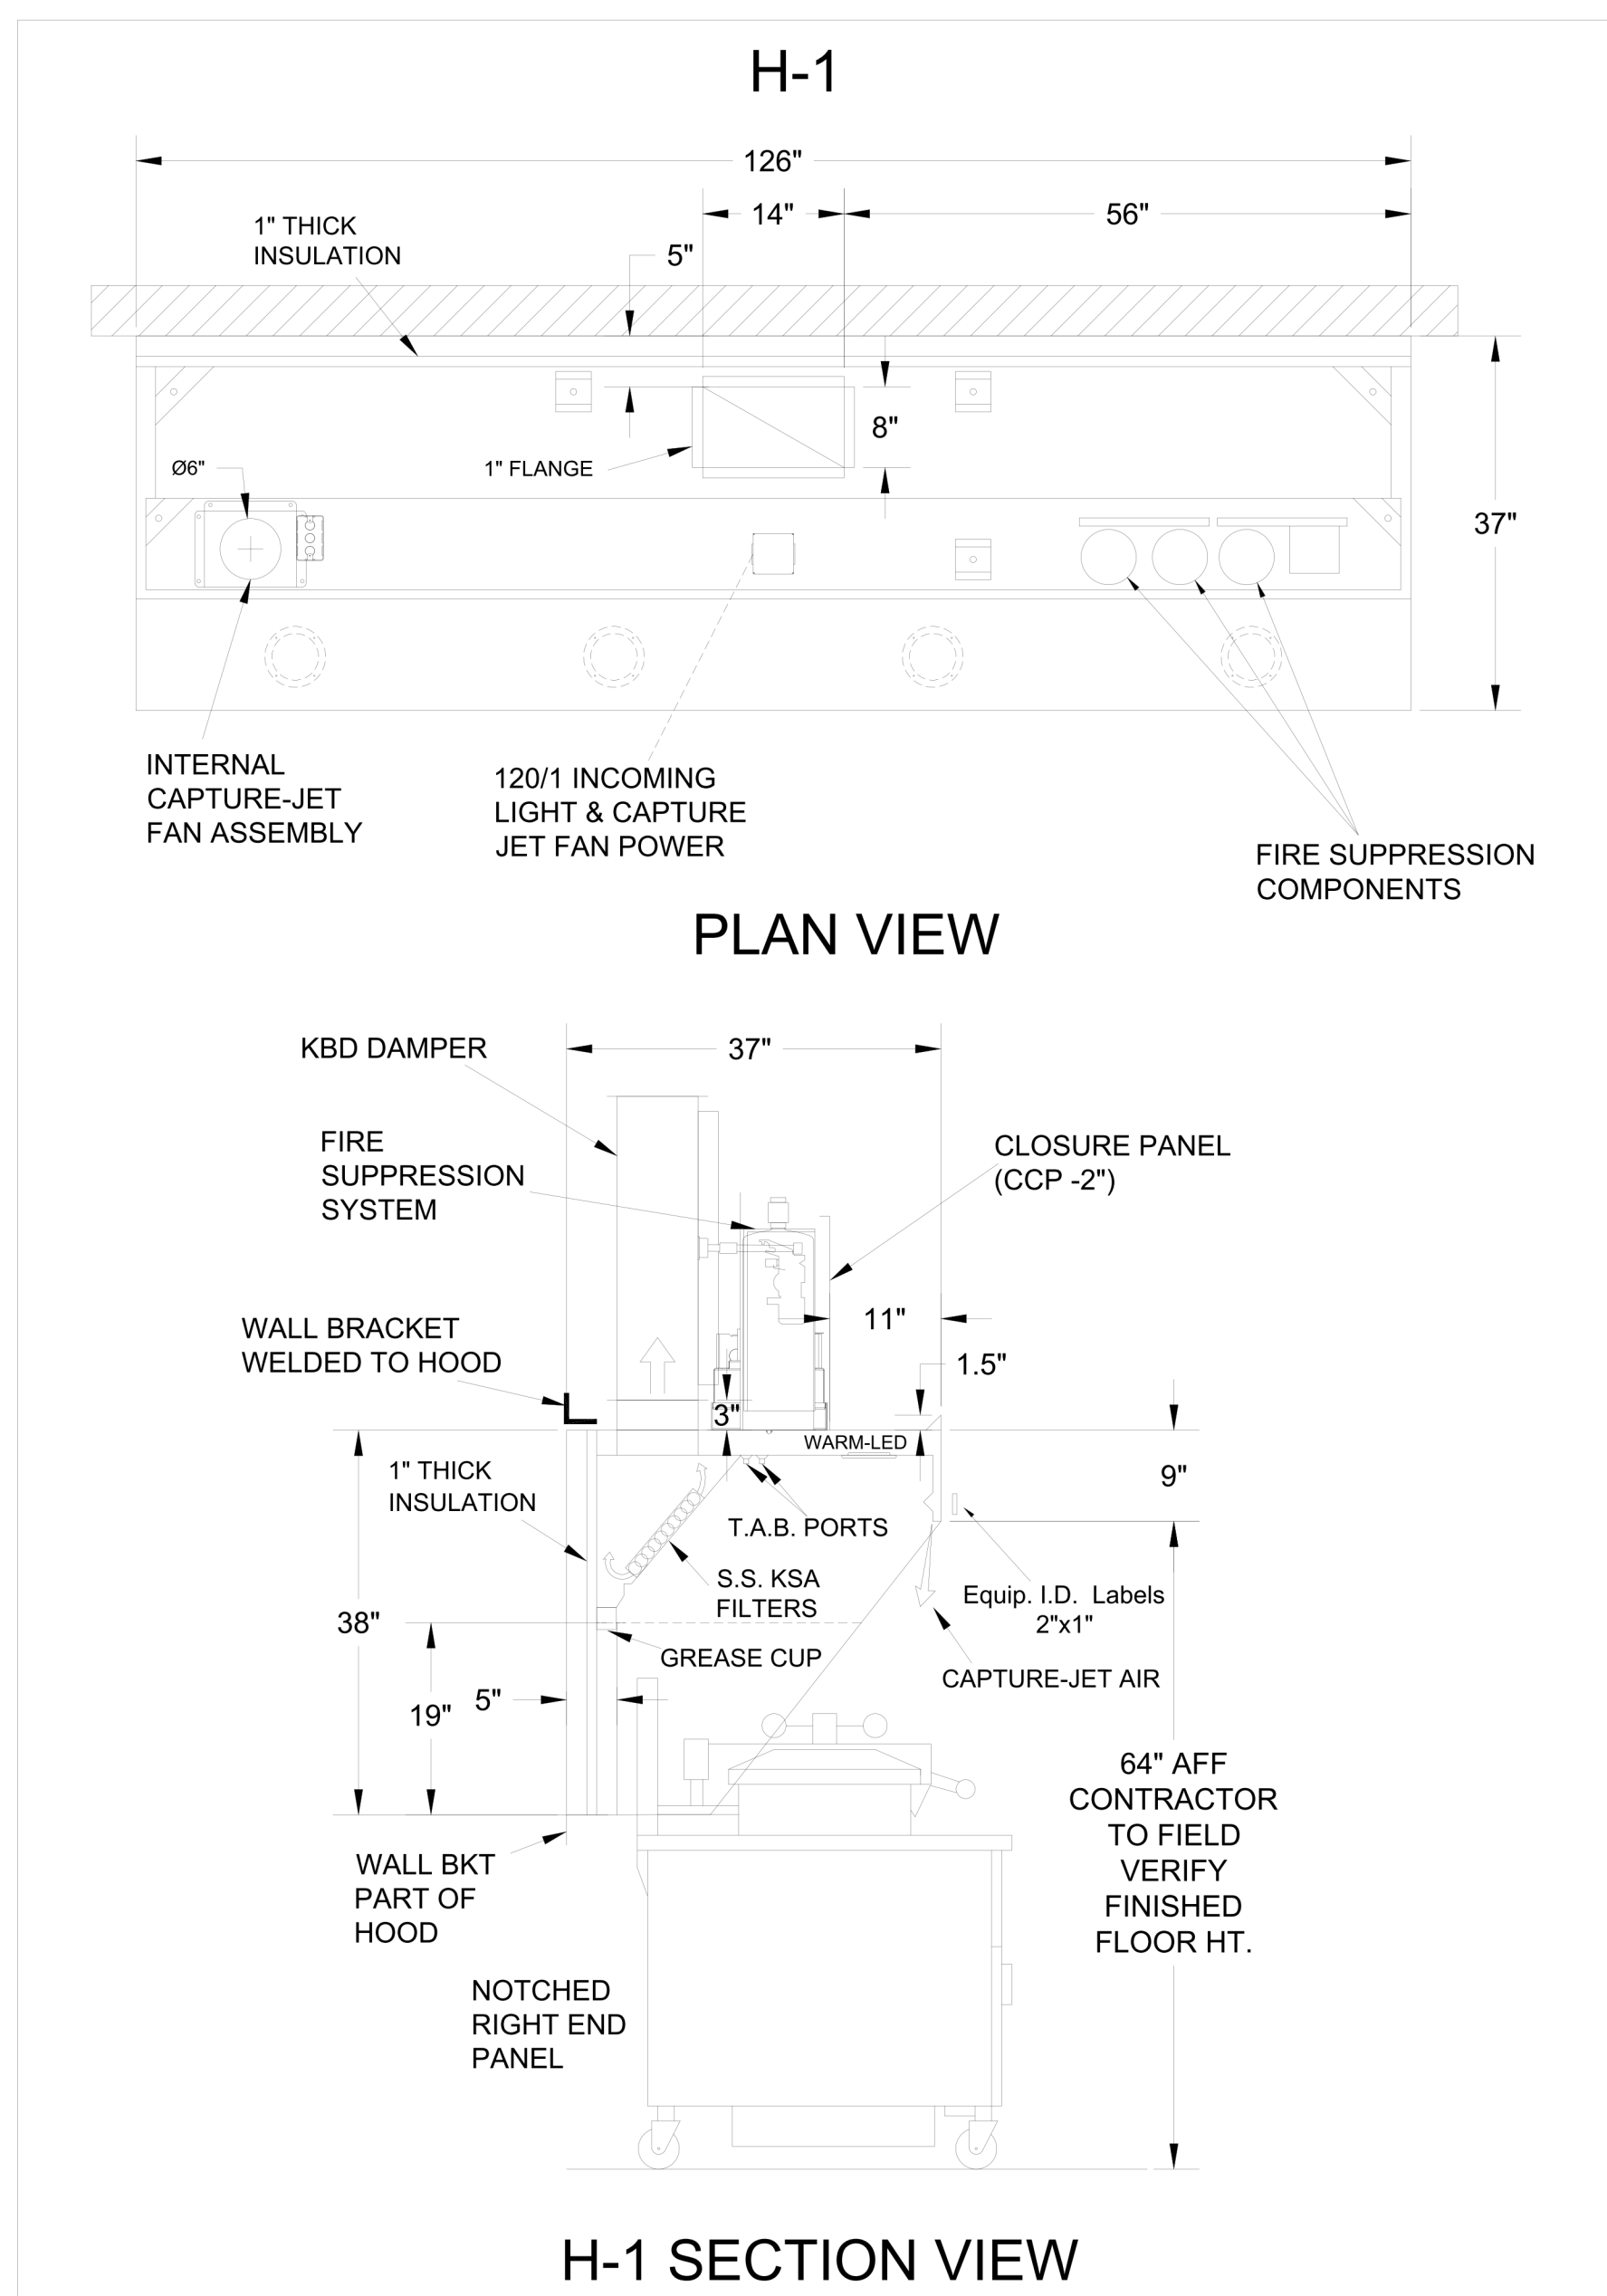 H-1
126"
14"
56"
1" THICK
INSULATION
5"
8"
Ø6"
1" FLANGE
37"
INTERNAL
CAPTURE-JET
FAN ASSEMBLY
120/1 INCOMING
LIGHT & CAPTURE
JET FAN POWER
FIRE SUPPRESSION
COMPONENTS
PLAN VIEW
KBD DAMPER
37"
FIRE
SUPPRESSION
SYSTEM
CLOSURE PANEL
(CCP -2")
11"
WALL BRACKET
WELDED TO HOOD
1.5"
3"
WARM-LED
1" THICK
INSULATION
9"
T.A.B. PORTS
S.S. KSA
FILTERS
Equip. I.D. Labels
2"x1"
38"
GREASE CUP
CAPTURE-JET AIR
5"
19"
64" AFF
CONTRACTOR
TO FIELD
VERIFY
FINISHED
FLOOR HT.
WALL BKT
PART OF
HOOD
NOTCHED
RIGHT END
PANEL
H-1 SECTION VIEW